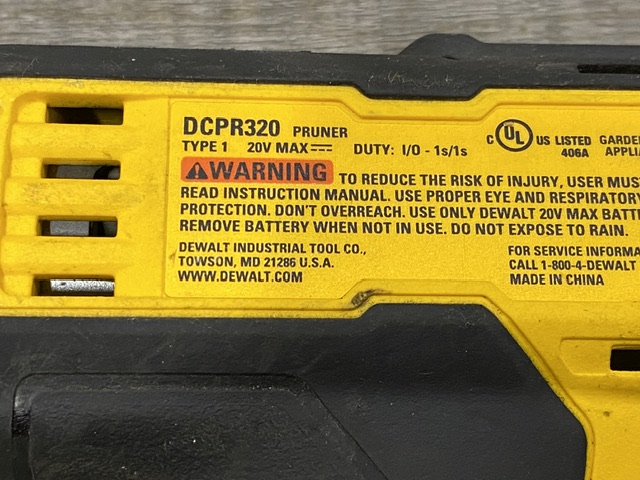 DCPR320 PRUNER
TYPE 1 20V MAX DUTY: I/O - 1s/1s
C UL US LISTED
406A
WARNING TO REDUCE THE RISK OF INJURY, USER
READ INSTRUCTION MANUAL. USE PROPER EYE AND RESPIRATORY
PROTECTION. DON'T OVERREACH. USE ONLY DEWALT 20V MAX
REMOVE BATTERY WHEN NOT IN USE. DO NOT EXPOSE TO RAIN.
DEWALT INDUSTRIAL TOOL CO.,
TOWSON, MD 21286 U.S.A.
WWW.DEWALT.COM
FOR SERVICE
CALL 1-800-4-DEWALT
MADE IN CHINA